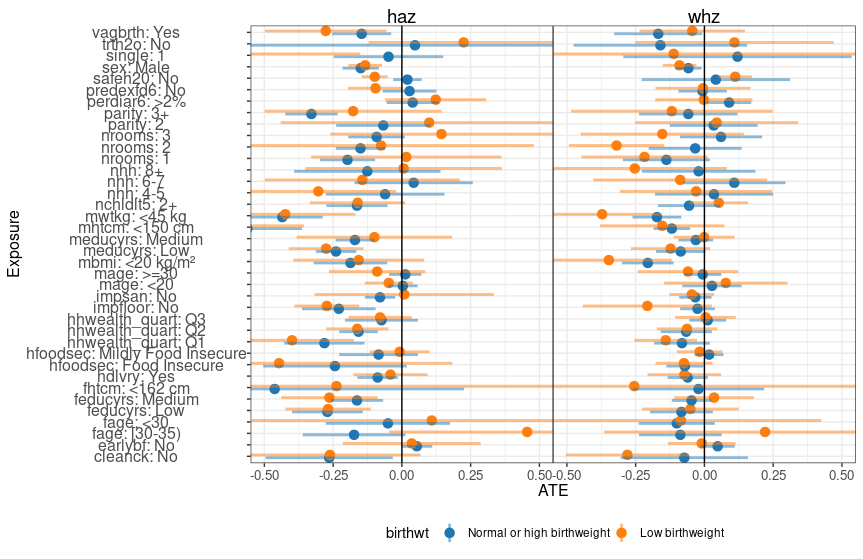 haz whz
vagbrth: Yes
trth2o: No
single: 1
sex: Male
safeh20: No
predexfd6: No
perdiar6: >2%
parity: 3+
parity: 2
nrooms: 3
nrooms: 2
nrooms: 1
nhh: 8+
nhh: 6-7
nhh: 4-5
nchldlt5: 2+
mwtkg: <45 kg
mhtcm: <150 cm
meducyrs: Medium
meducyrs: Low
mbmi: <20 kg/m²
mage: >=30
mage: <20
impsan: No
impfloor: No
hhwealth_quart: Q3
hhwealth_quart: Q2
hhwealth_quart: Q1
hfoodsec: Mildly Food Insecure
hfoodsec: Food Insecure
hdlvry: Yes
fhtcm: <162 cm
feducyrs: Medium
feducyrs: Low
fage: <30
fage: [30-35)
earlybf: No
cleanck: No
Exposure
-0.50 -0.25 0.00 0.25 0.50 -0.50 -0.25 0.00 0.25 0.50
ATE
birthwt Normal or high birthweight Low birthweight